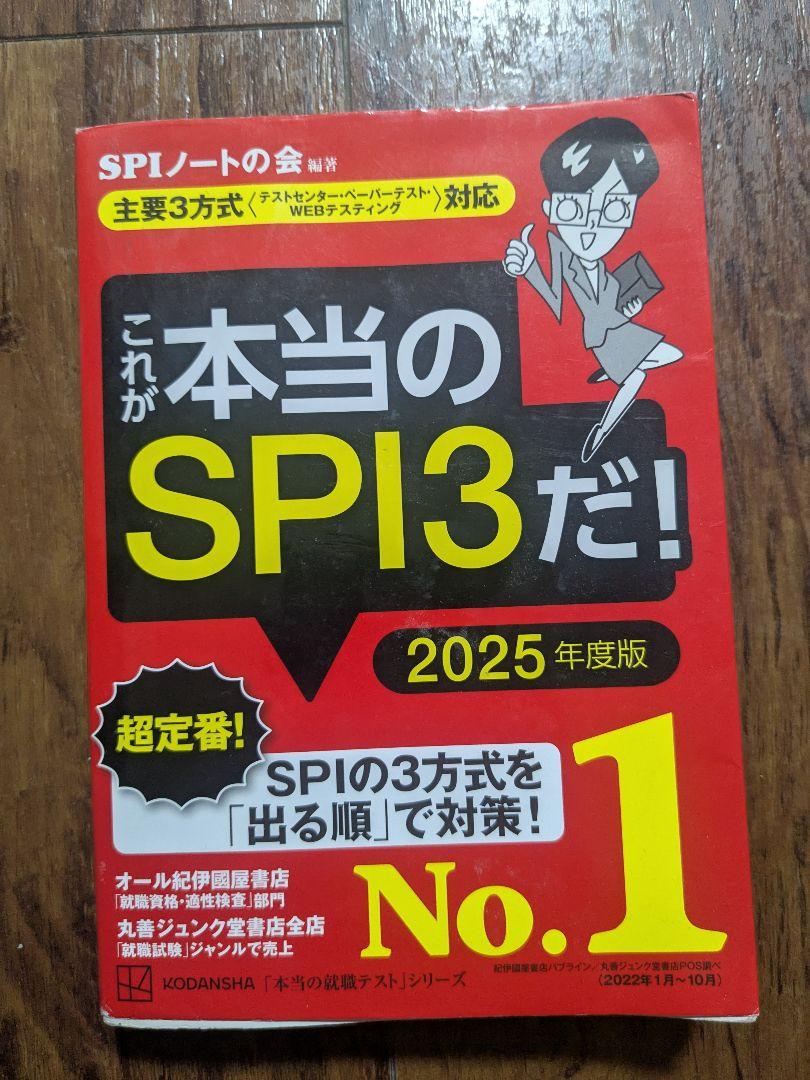 SPIノートの会 編著
主要3方式〈テストセンター・ペーパーテスト・
WEBテスティング〉対応
これが
本当の
SPI3だ!
2025年度版
超定番!
SPIの3方式を
「出る順」で対策!
オール紀伊國屋書店
「就職資格・適性検査」部門
丸善ジュンク堂書店全店
「就職試験」ジャンルで売上
No.1
紀伊國屋書店パブライン/丸善ジュンク堂書店POS調べ
(2022年1月~10月)
KODANSHA 「本当の就職テスト」シリーズ